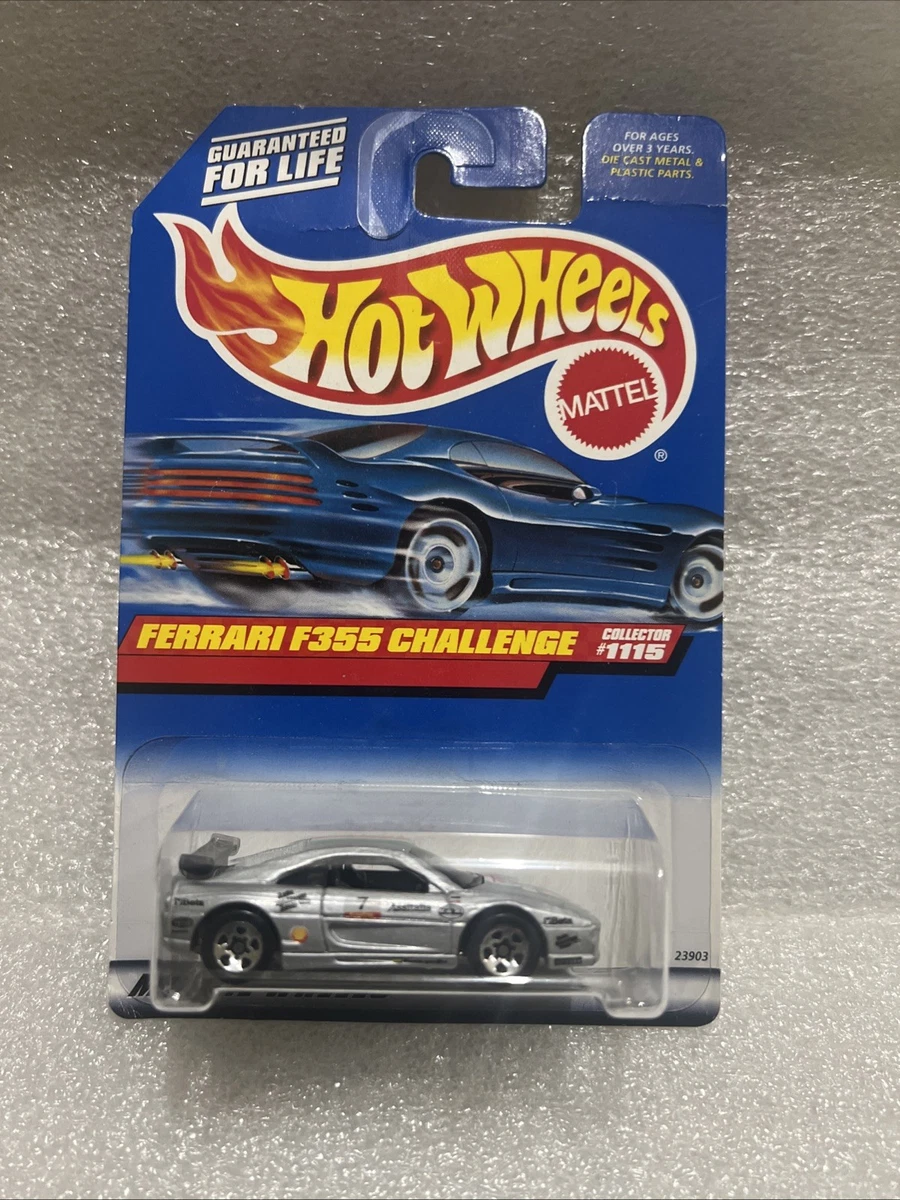 GUARANTEED
FOR LIFE
FOR AGES
OVER 3 YEARS.
DIE CAST METAL &
PLASTIC PARTS.
HOT WHEELS
MATTEL
®
FERRARI F355 CHALLENGE
COLLECTOR
#1115
7
Australia
23903